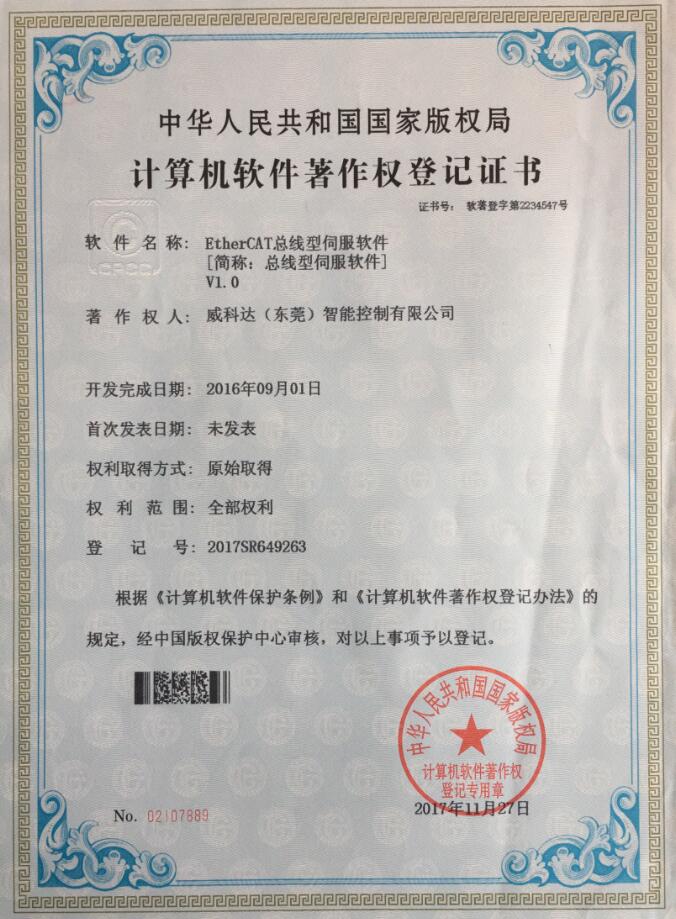 中华人民共和国国家版权局
计算机软件著作权登记证书
证书号： 软著登字第2234547号
CPCC
软件名称： EtherCAT总线型伺服软件
[简称：总线型伺服软件]
V1.0
著作权人： 威科达（东莞）智能控制有限公司
开发完成日期： 2016年09月01日
首次发表日期： 未发表
权利取得方式： 原始取得
权利范围： 全部权利
登记号： 2017SR649263
根据《计算机软件保护条例》和《计算机软件著作权登记办法》的
规定，经中国版权保护中心审核，对以上事项予以登记。
中华人民共和国国家版权局
计算机软件著作权
登记专用章
No. 02107889
2017年11月27日